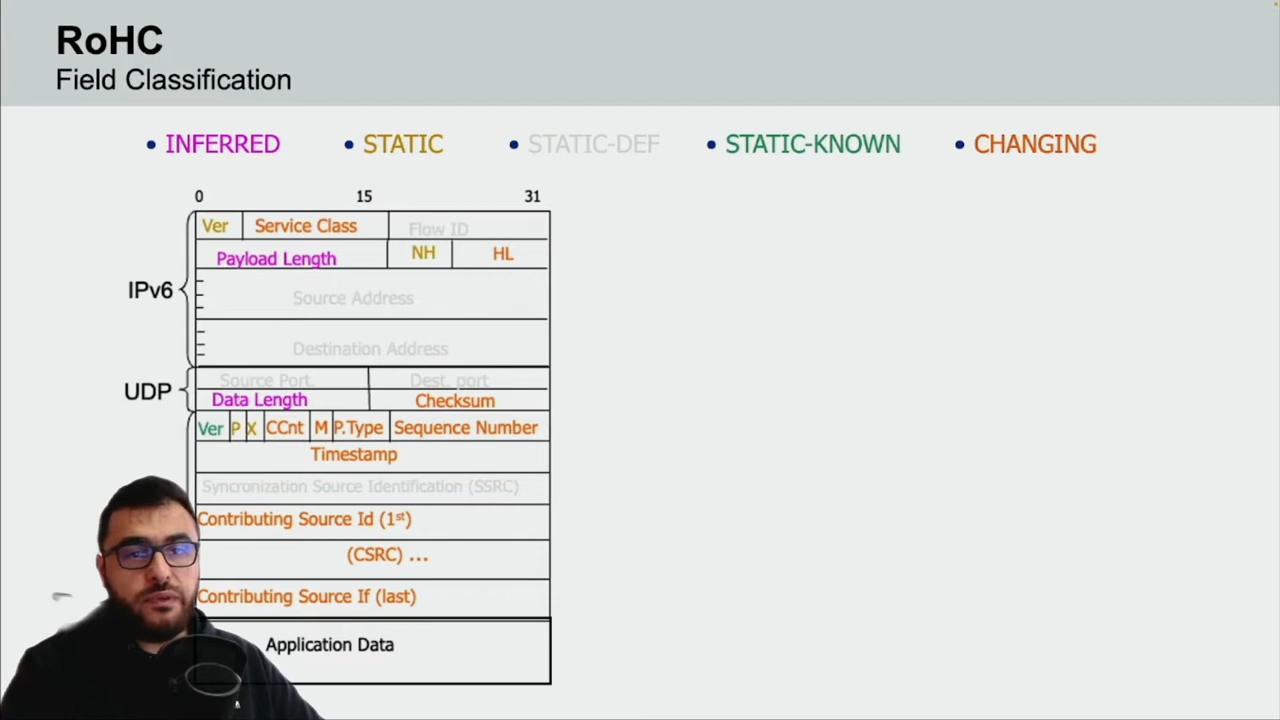 RoHC
Field Classification
• INFERRED • STATIC • STATIC-DEF • STATIC-KNOWN • CHANGING
0 15 31
Ver Service Class Flow ID
Payload Length NH HL
IPv6
Source Address
Destination Address
Source Port. Dest. port
UDP
Data Length Checksum
Ver P X CCnt M P.Type Sequence Number
Timestamp
Syncronization Source Identification (SSRC)
Contributing Source Id (1st)
(CSRC) ...
Contributing Source If (last)
Application Data